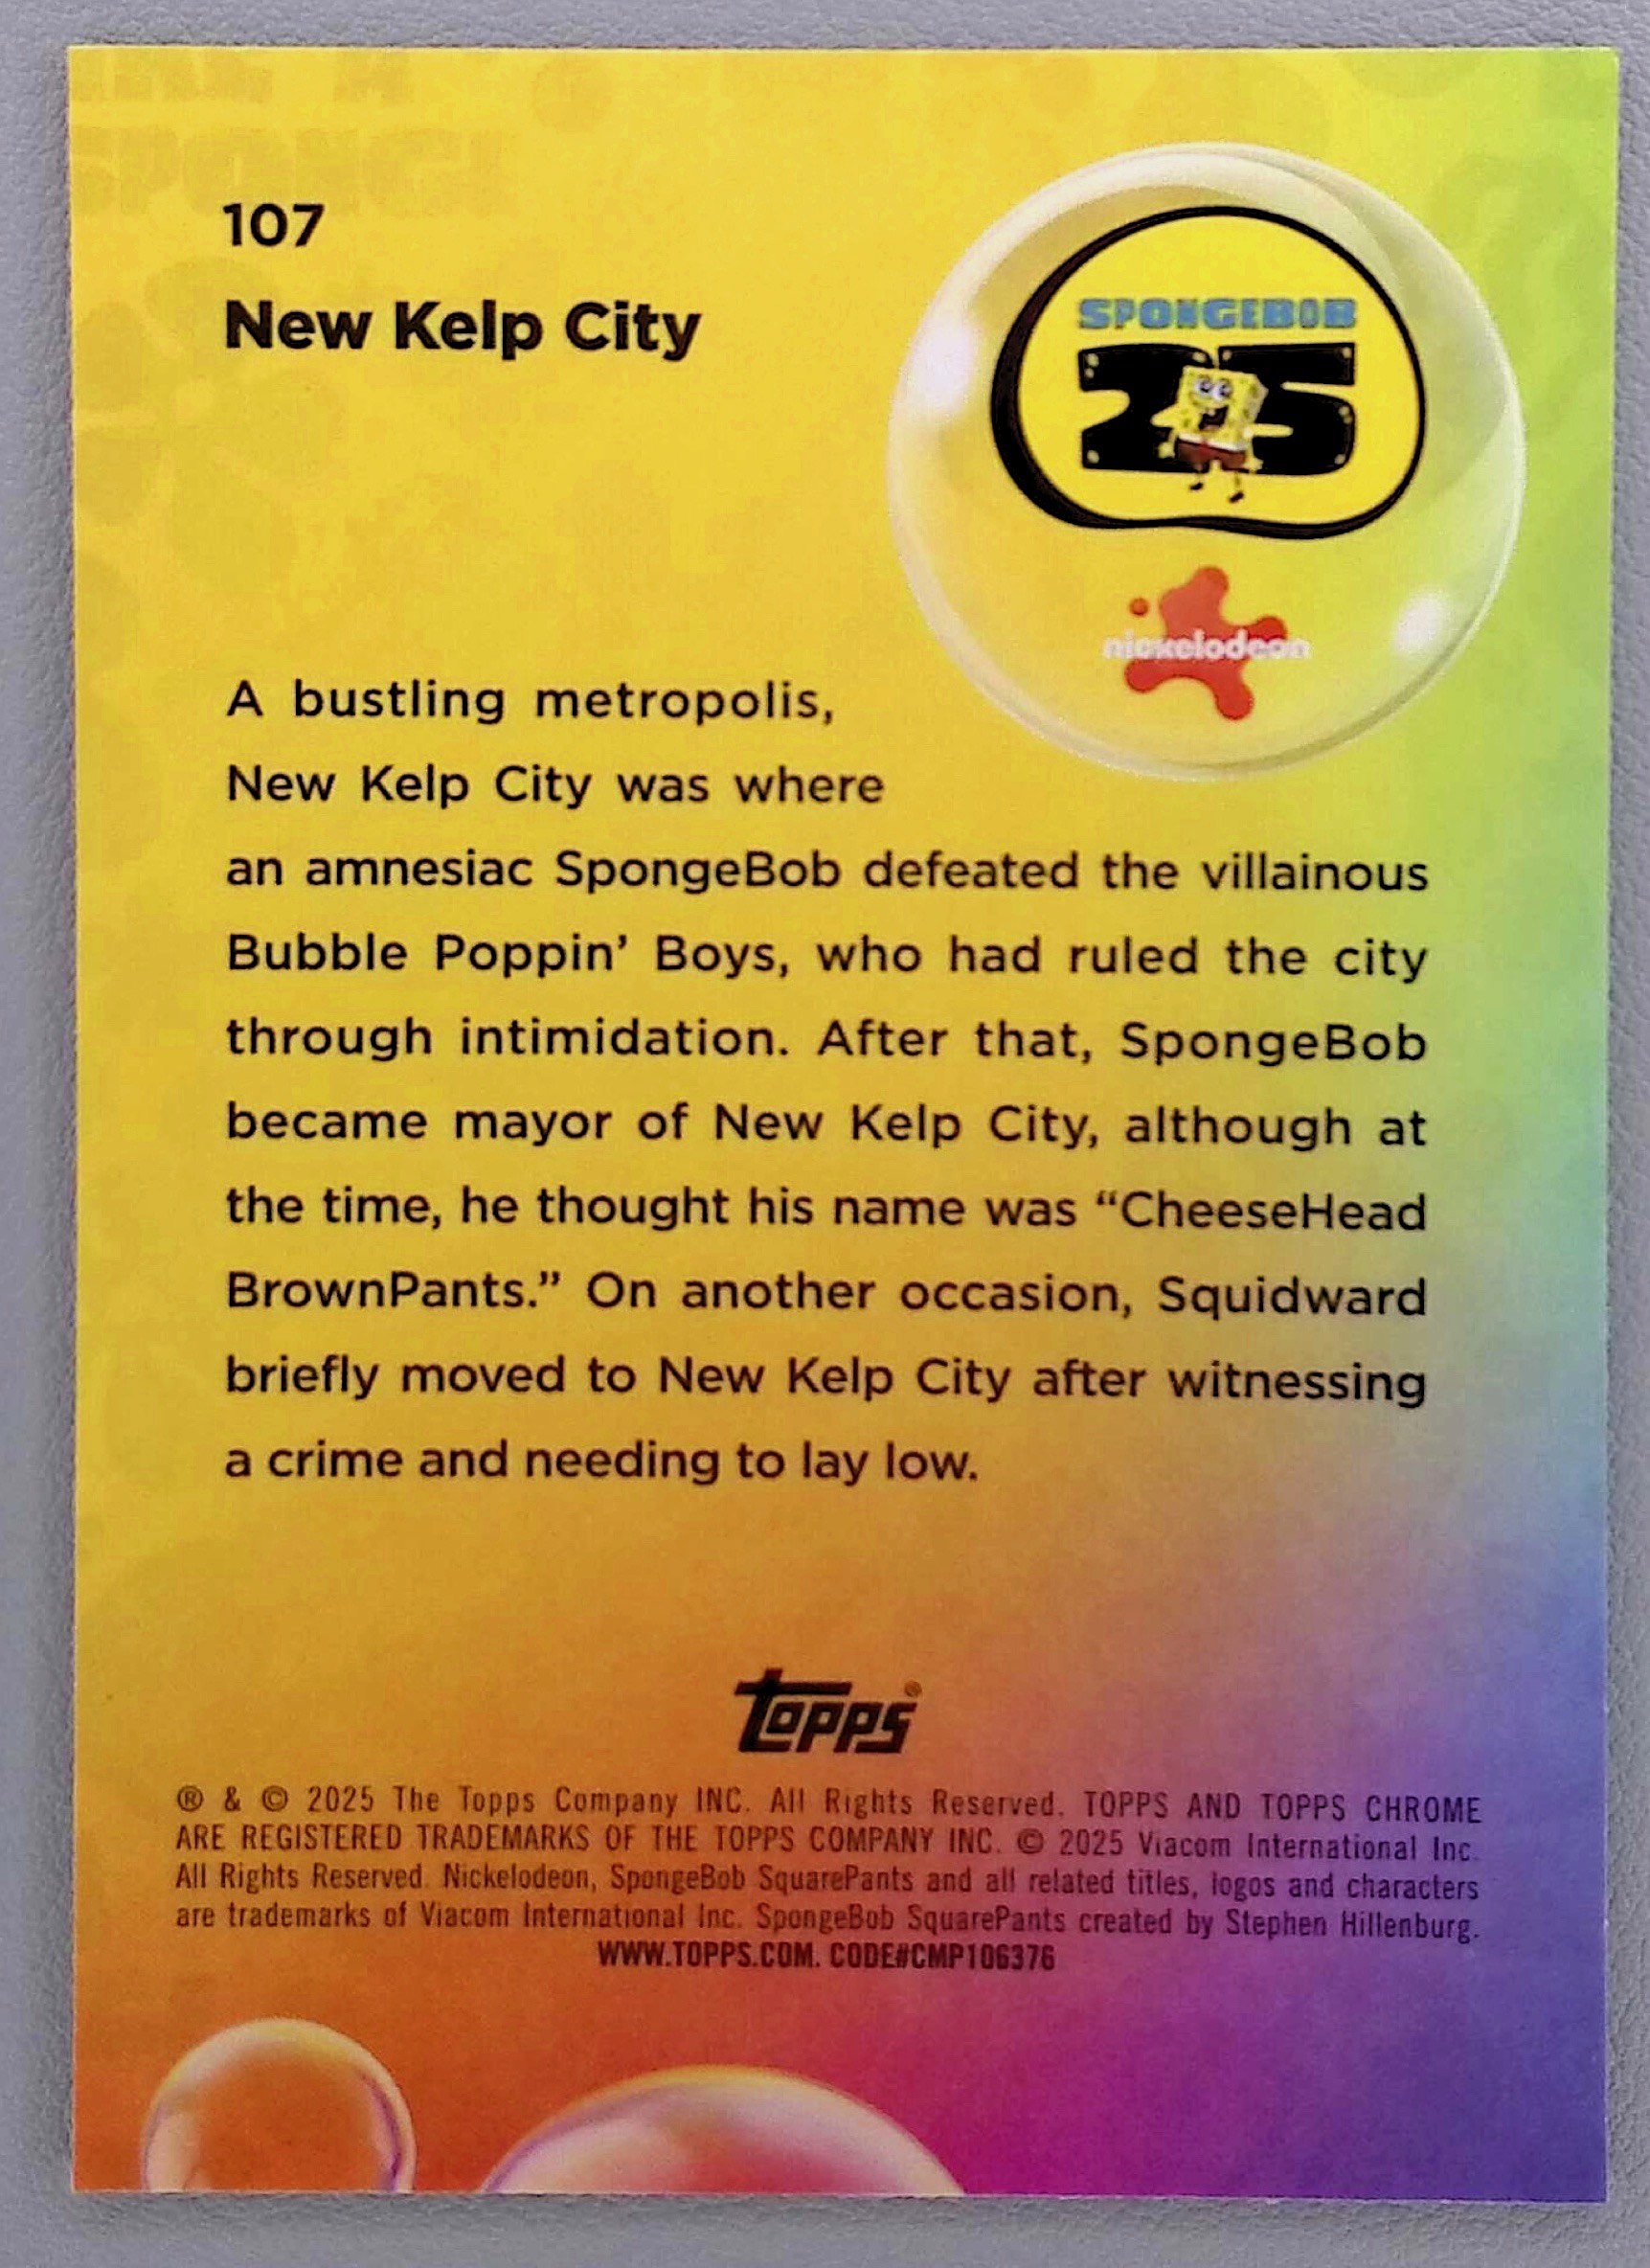 107
New Kelp City
SPONGEBOB
25
nickelodeon
A bustling metropolis,
New Kelp City was where
an amnesiac SpongeBob defeated the villainous
Bubble Poppin’ Boys, who had ruled the city
through intimidation. After that, SpongeBob
became mayor of New Kelp City, although at
the time, he thought his name was “CheeseHead
BrownPants.” On another occasion, Squidward
briefly moved to New Kelp City after witnessing
a crime and needing to lay low.
Topps®
® & © 2025 The Topps Company INC. All Rights Reserved. TOPPS AND TOPPS CHROME
ARE REGISTERED TRADEMARKS OF THE TOPPS COMPANY INC. © 2025 Viacom International Inc.
All Rights Reserved. Nickelodeon, SpongeBob SquarePants and all related titles, logos and characters
are trademarks of Viacom International Inc. SpongeBob SquarePants created by Stephen Hillenburg.
WWW.TOPPS.COM. CODE#CMP106376